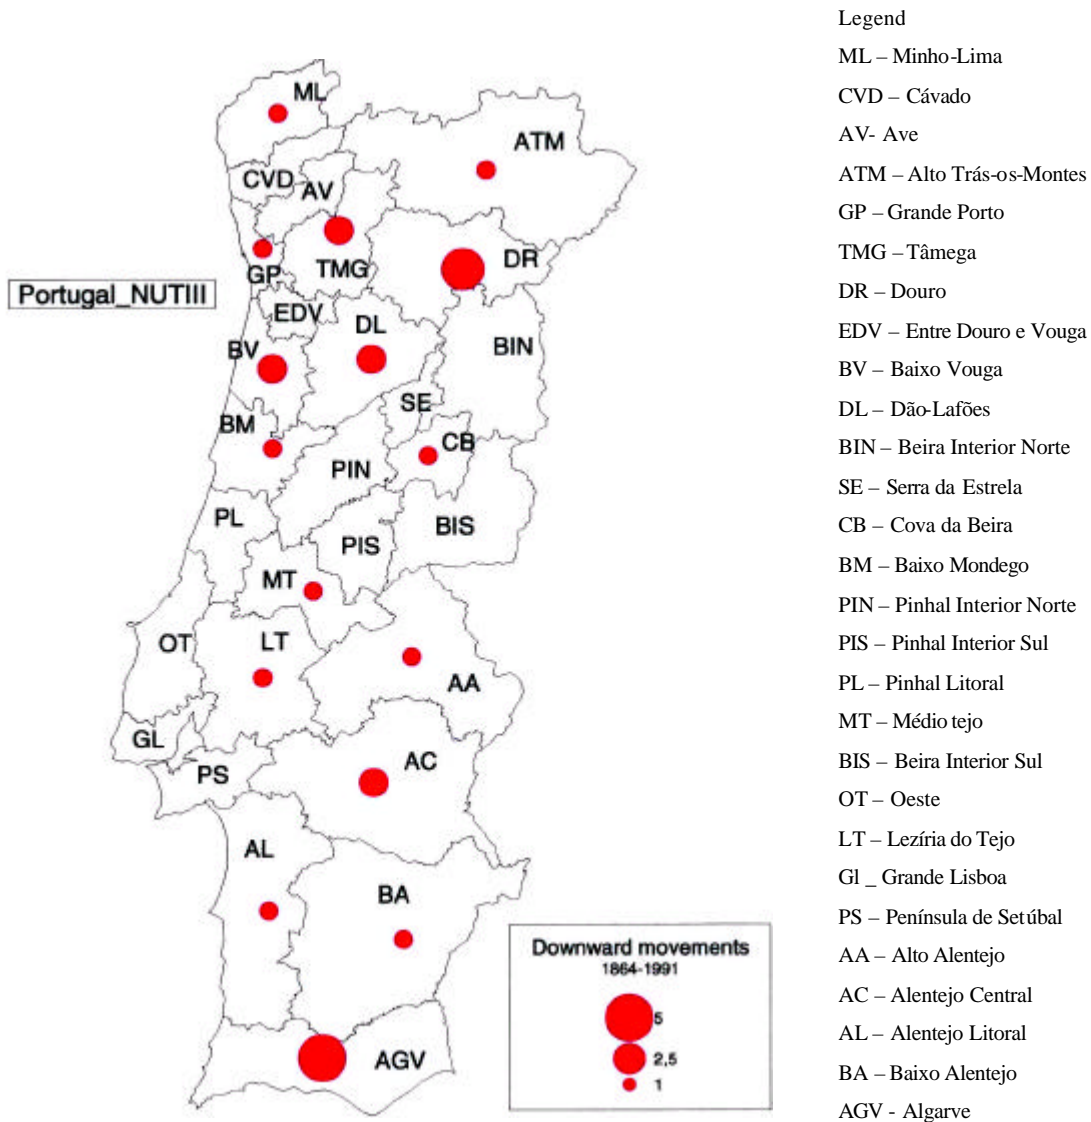 Legend
ML – Minho-Lima
CVD – Cávado
AV- Ave
ATM – Alto Trás-os-Montes
GP – Grande Porto
TMG – Tâmega
DR – Douro
EDV – Entre Douro e Vouga
BV – Baixo Vouga
DL – Dão-Lafões
BIN – Beira Interior Norte
SE – Serra da Estrela
CB – Cova da Beira
BM – Baixo Mondego
PIN – Pinhal Interior Norte
PIS – Pinhal Interior Sul
PL – Pinhal Litoral
MT – Médio tejo
BIS – Beira Interior Sul
OT – Oeste
LT – Lezíria do Tejo
Gl _ Grande Lisboa
PS – Península de Setúbal
AA – Alto Alentejo
AC – Alentejo Central
AL – Alentejo Litoral
BA – Baixo Alentejo
AGV - Algarve
Portugal_NUTIII
ML
ATM
CVD
AV
GP
TMG
DR
EDV
DL
BV
BIN
SE
BM
CB
PIN
PL
BIS
PIS
MT
OT
LT
AA
GL
PS
AC
AL
BA
AGV
Downward movements
1864-1991
5
2,5
1